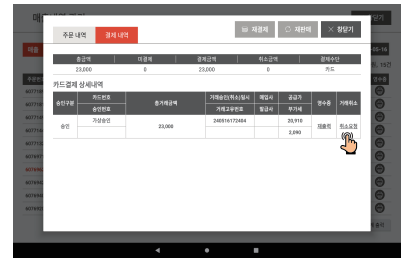 주문 내역 결제 내역 재결제 재판매 창닫기
총금액 미결제 결제금액 취소금액 결제수단
23,000 0 23,000 0 카드
카드결제 상세내역
승인구분 카드번호 총거래금액 거래승인(취소)일시 매입사 공급가 영수증 거래취소
승인번호 거래고유번호 발급사 부가세
승인 가상승인 23,000 240516172404 20,910 재출력 취소요청
2,090